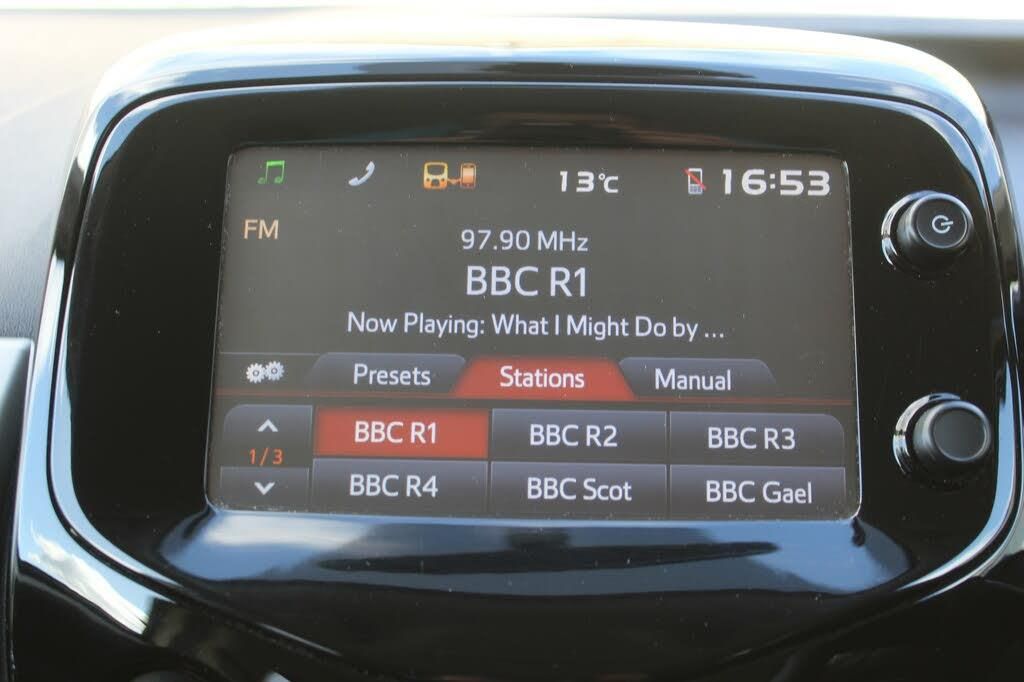 13°C 16:53
FM
97.90 MHz
BBC R1
Now Playing: What I Might Do by ...
Presets Stations Manual
BBC R1 BBC R2 BBC R3
1/3
BBC R4 BBC Scot BBC Gael